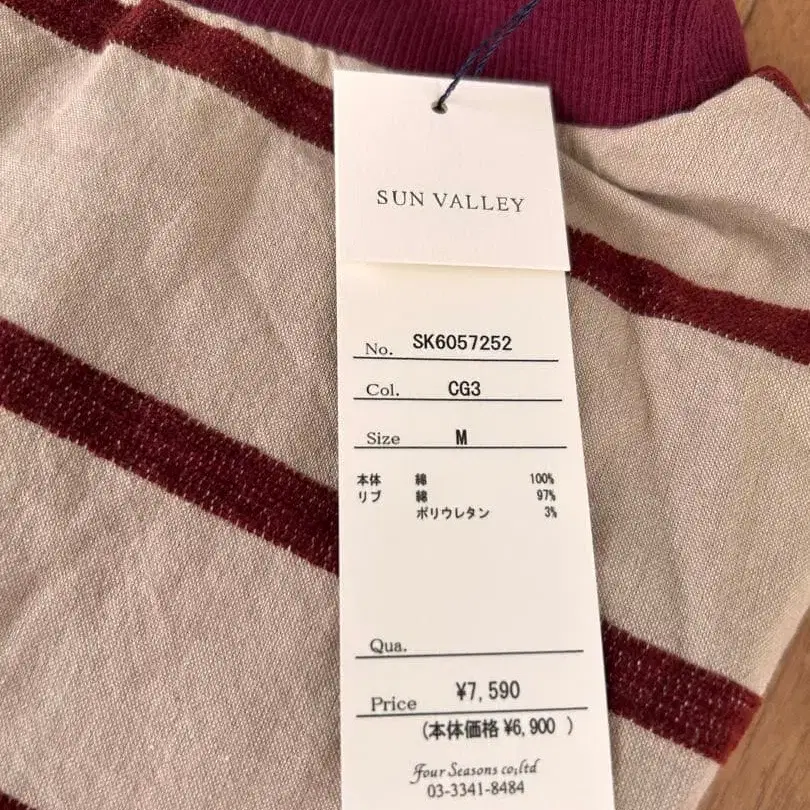 SUN VALLEY
No. SK6057252
Col. CG3
Size M
本体 綿 100%
リブ 綿 97%
ポリウレタン 3%
Qua.
Price ¥7,590
(本体価格 ¥6,900 )
Four Seasons co,ltd
03-3341-8484